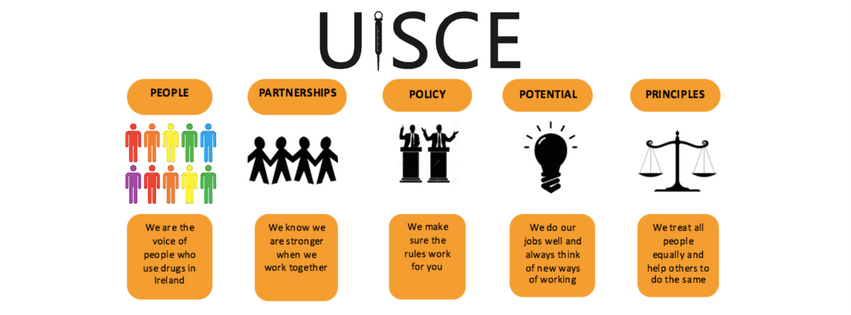 UISCE
PEOPLE
PARTNERSHIPS
POLICY
POTENTIAL
PRINCIPLES
We are the
voice of
people who
use drugs in
Ireland
We know we
are stronger
when we
work together
We make
sure the
rules work
for you
We do our
jobs well and
always think
of new ways
of working
We treat all
people
equally and
help others to
do the same